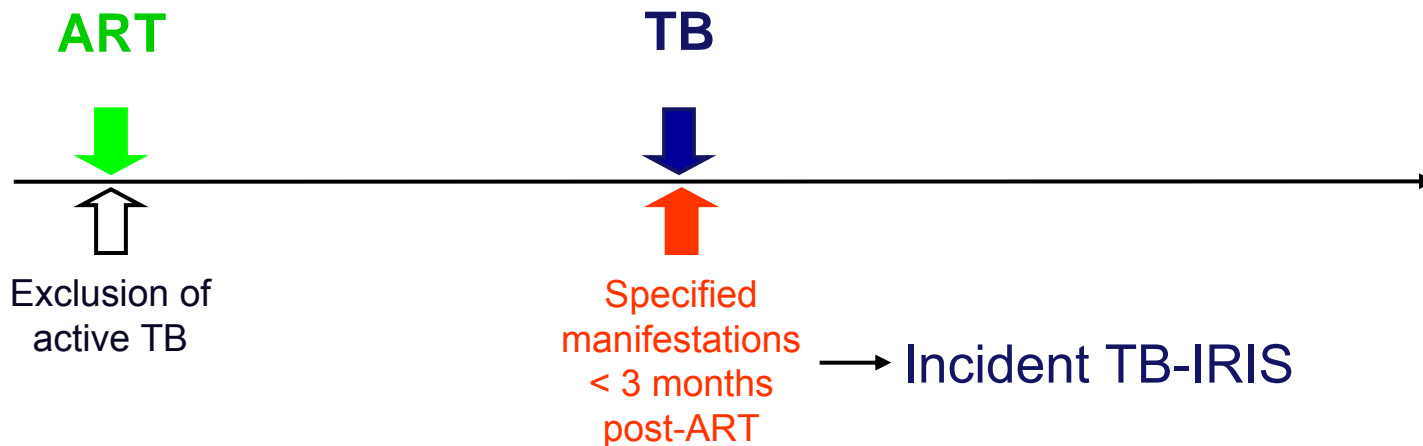 ART
TB
Exclusion of
active TB
Specified
manifestations
< 3 months
post-ART
Incident TB-IRIS